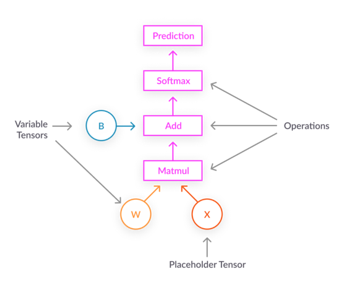 Prediction
Softmax
Variable
Tensors
B
Add
Operations
Matmul
W
X
Placeholder Tensor